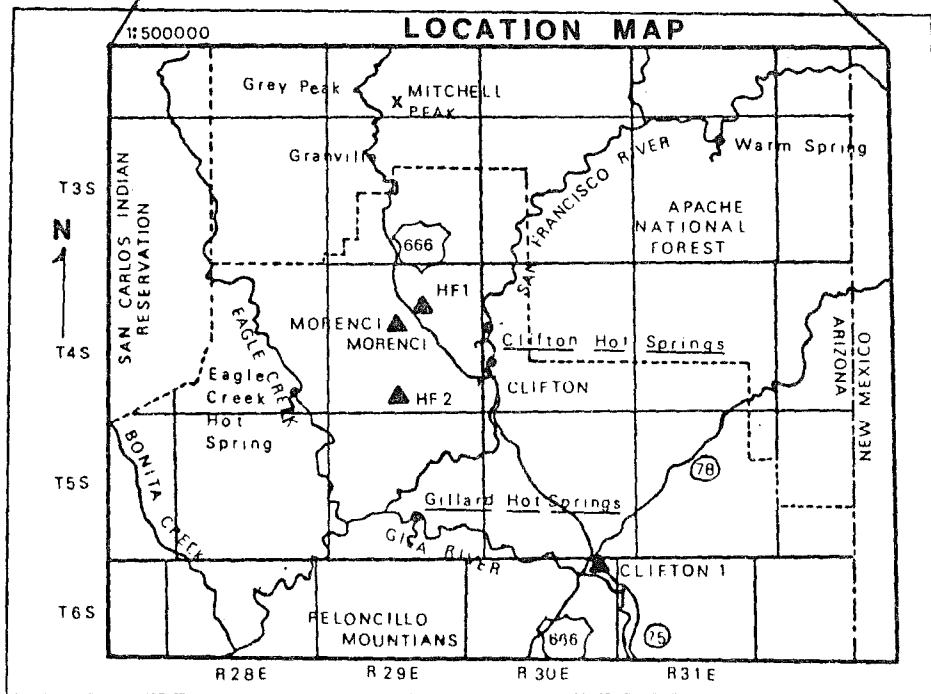 1:500000
LOCATION MAP
Grey Peak
x MITCHELL
PEAK
Granville
Warm Spring
T3S
SAN CARLOS INDIAN
RESERVATION
N
SAN FRANCISCO RIVER
APACHE
NATIONAL
FOREST
666
HF1
MORENCI
MORENCI
T4S
EAGLE CREEK
Clifton Hot Springs
ARIZONA
NEW MEXICO
Eagle
Creek
Hot
Spring
HF2
CLIFTON
BONITA CREEK
78
T5S
Gillard Hot Springs
GILA RIVER
CLIFTON 1
T6S
PELONCILLO
MOUNTIANS
666
75
R28E
R29E
R30E
R31E